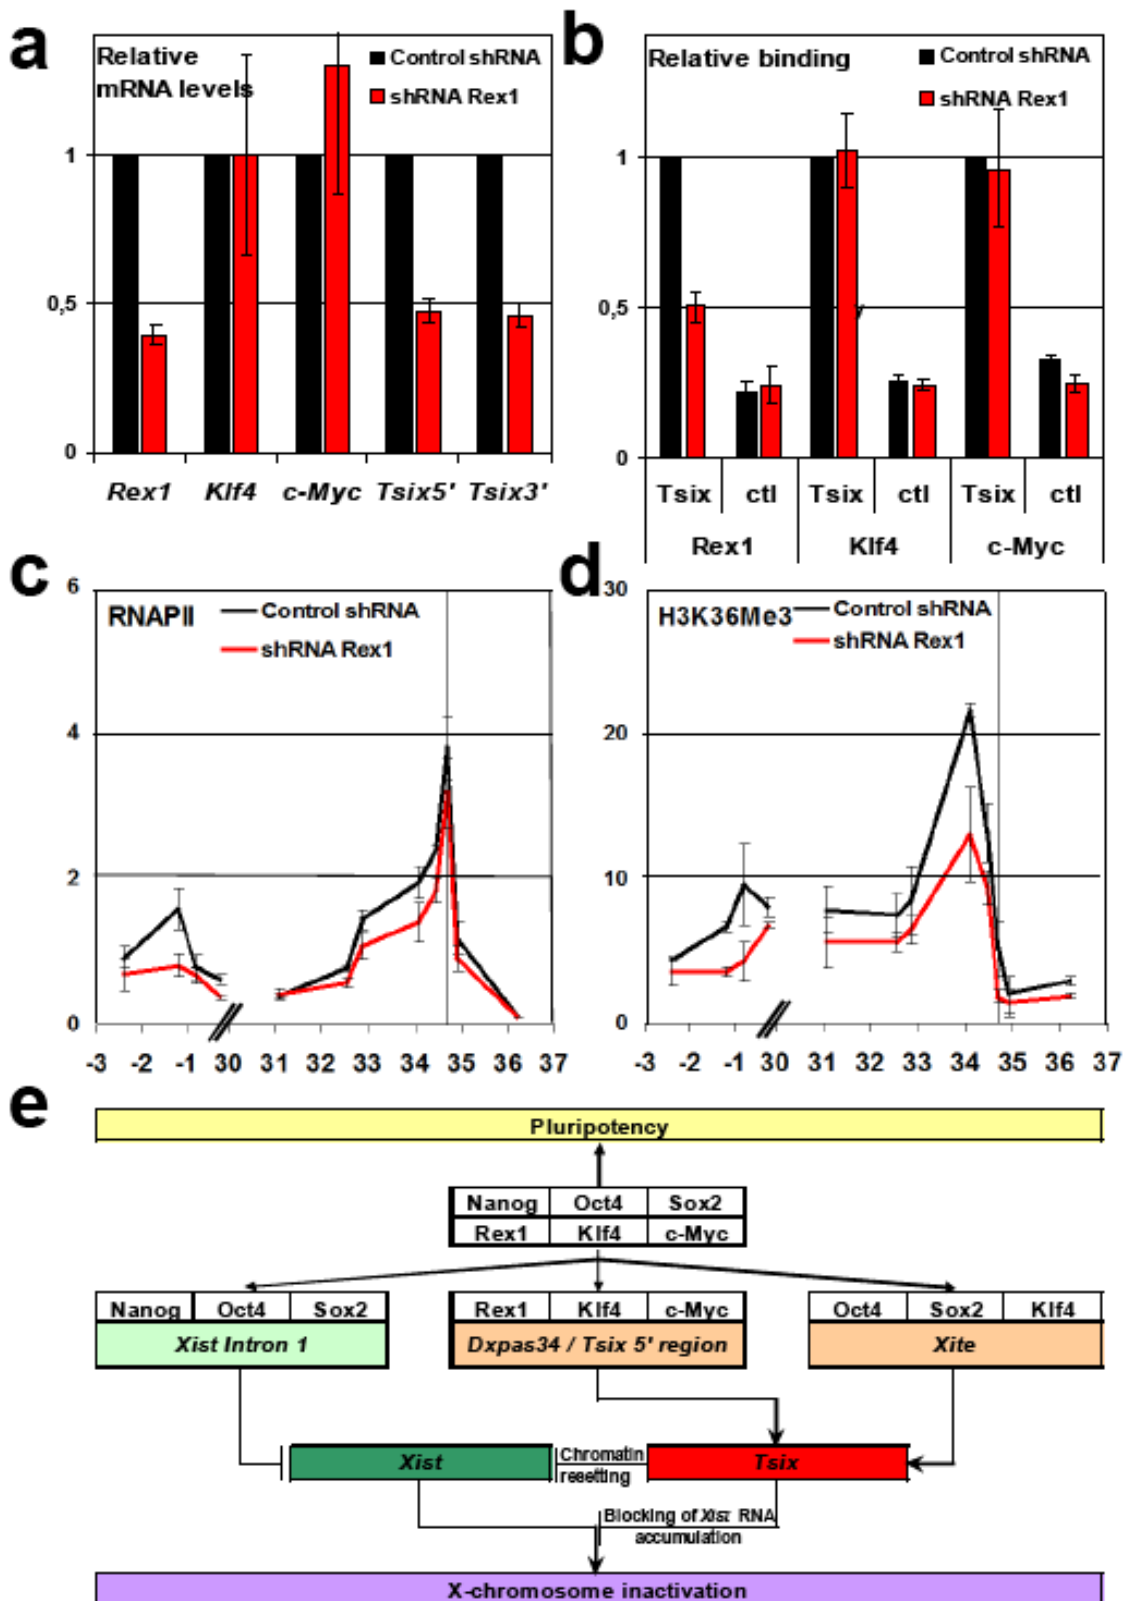 a
Relative
mRNA levels
Control shRNA
shRNA Rex1
1
0,5
0
Rex1 Klf4 c-Myc Tsix5' Tsix3'
b
Relative binding
Control shRNA
shRNA Rex1
1
0,5
y
0
Tsix ctl Tsix ctl Tsix ctl
Rex1 Klf4 c-Myc
c
RNAPII
Control shRNA
shRNA Rex1
6
4
2
0
-3 -2 -1 30 31 32 33 34 35 36 37
d
H3K36Me3
Control shRNA
shRNA Rex1
30
20
10
0
-3 -2 -1 30 31 32 33 34 35 36 37
e
Pluripotency
Nanog Oct4 Sox2
Rex1 Klf4 c-Myc
Nanog Oct4 Sox2 Rex1 Klf4 c-Myc Oct4 Sox2 Klf4
Xist Intron 1 Dxpas34 / Tsix 5' region Xite
Xist Chromatin Tsix
resetting
Blocking of Xist RNA
accumulation
X-chromosome inactivation